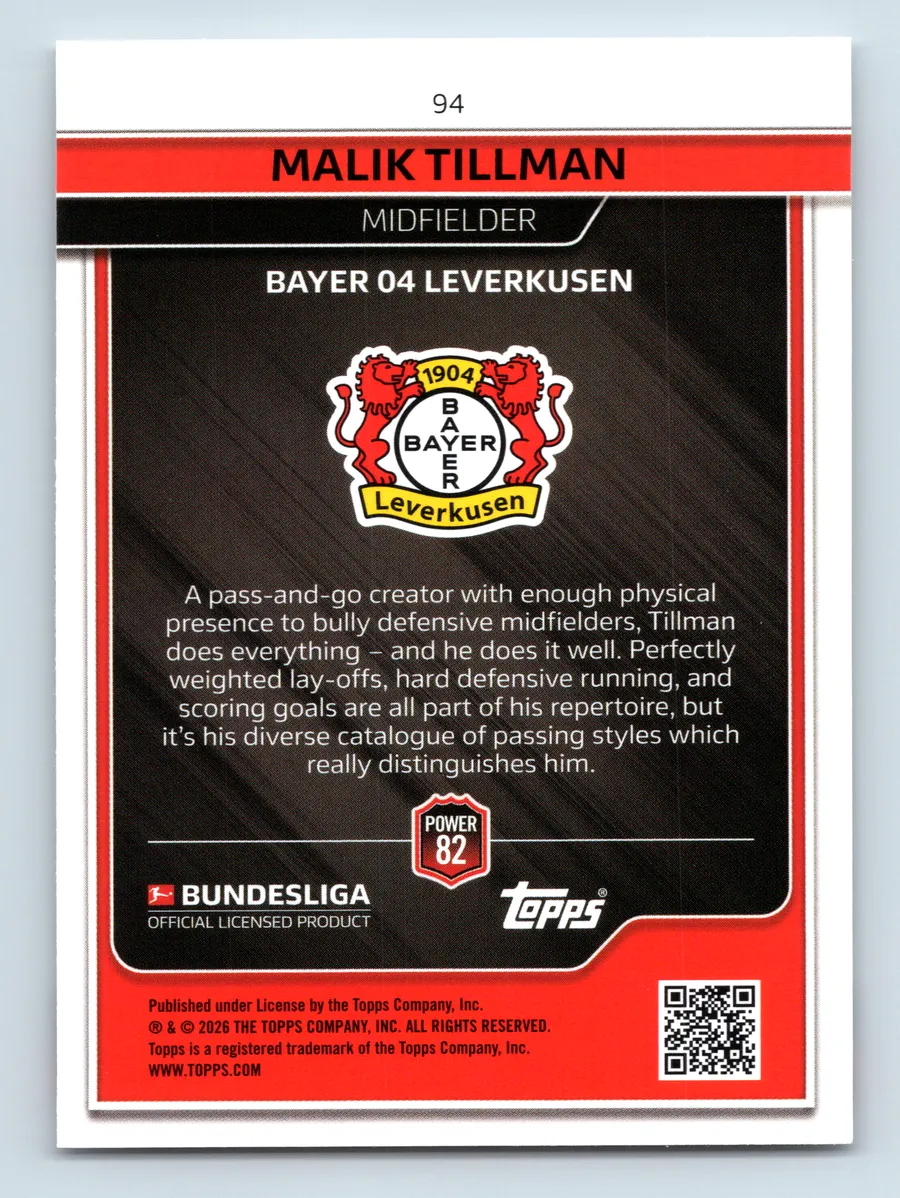 94
MALIK TILLMAN
MIDFIELDER
BAYER 04 LEVERKUSEN
1904
BAYER
BAYER
Leverkusen
A pass-and-go creator with enough physical
presence to bully defensive midfielders, Tillman
does everything – and he does it well. Perfectly
weighted lay-offs, hard defensive running, and
scoring goals are all part of his repertoire, but
it's his diverse catalogue of passing styles which
really distinguishes him.
POWER
82
BUNDESLIGA
OFFICIAL LICENSED PRODUCT
topps®
Published under License by the Topps Company, Inc.
® & © 2026 THE TOPPS COMPANY, INC. ALL RIGHTS RESERVED.
Topps is a registered trademark of the Topps Company, Inc.
WWW.TOPPS.COM